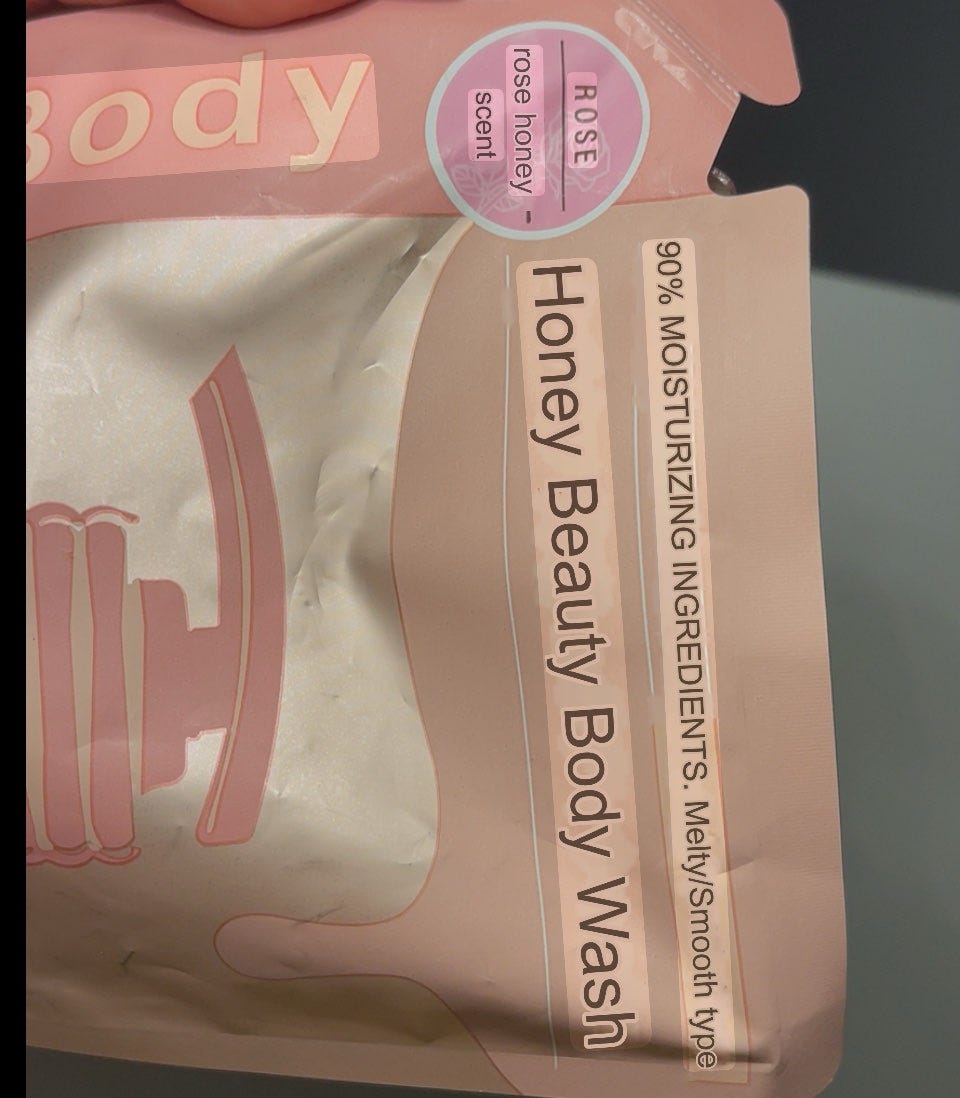 Body
ROSE
rose honey -
scent
90% MOISTURIZING INGREDIENTS. Melty/Smooth type
Honey Beauty Body Wash